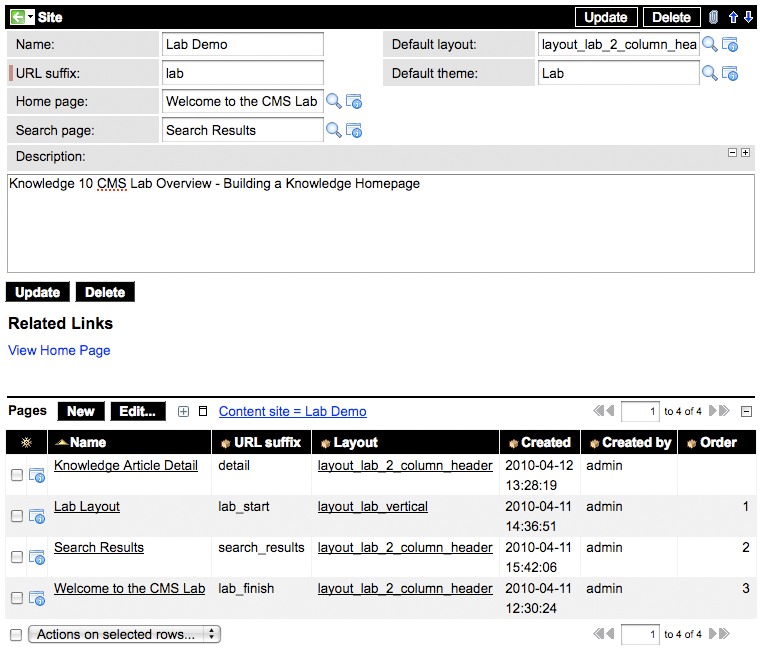 Site Update Delete
Name: Lab Demo Default layout: layout_lab_2_column_hea
URL suffix: lab Default theme: Lab
Home page: Welcome to the CMS Lab
Search page: Search Results
Description:
Knowledge 10 CMS Lab Overview - Building a Knowledge Homepage
Update Delete
Related Links
View Home Page
Pages New Edit... Content site = Lab Demo 1 to 4 of 4
Name URL suffix Layout Created Created by Order
Knowledge Article Detail detail layout_lab_2_column_header 2010-04-12 admin
13:28:19
Lab Layout lab_start layout_lab_vertical 2010-04-11 admin 1
14:36:51
Search Results search_results layout_lab_2_column_header 2010-04-11 admin 2
15:42:06
Welcome to the CMS Lab lab_finish layout_lab_2_column_header 2010-04-11 admin 3
12:30:24
Actions on selected rows... 1 to 4 of 4